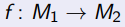 f : M₁ → M₂